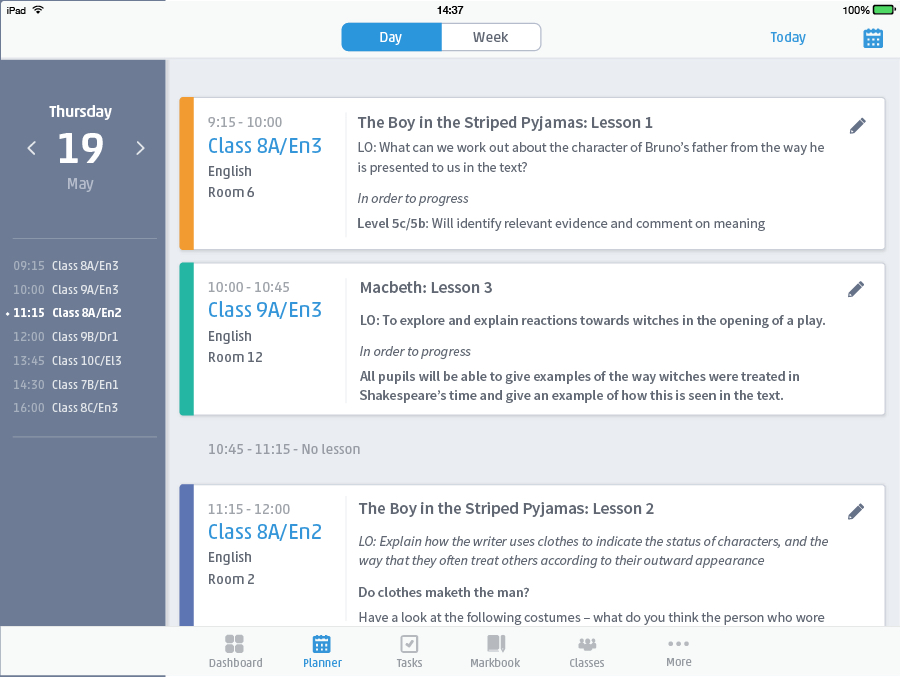 iPad 14:37 100%
Day Week Today
Thursday
19
May
09:15 Class 8A/En3
10:00 Class 9A/En3
11:15 Class 8A/En2
12:00 Class 9B/Dr1
13:45 Class 10C/El3
14:30 Class 7B/En1
16:00 Class 8C/En3
9:15 - 10:00
Class 8A/En3
English
Room 6
The Boy in the Striped Pyjamas: Lesson 1
LO: What can we work out about the character of Bruno’s father from the way he
is presented to us in the text?
In order to progress
Level 5c/5b: Will identify relevant evidence and comment on meaning
10:00 - 10:45
Class 9A/En3
English
Room 12
Macbeth: Lesson 3
LO: To explore and explain reactions towards witches in the opening of a play.
In order to progress
All pupils will be able to give examples of the way witches were treated in
Shakespeare’s time and give an example of how this is seen in the text.
10:45 - 11:15 - No lesson
11:15 - 12:00
Class 8A/En2
English
Room 2
The Boy in the Striped Pyjamas: Lesson 2
LO: Explain how the writer uses clothes to indicate the status of characters, and the
way that they often treat others according to their outward appearance
Do clothes maketh the man?
Have a look at the following costumes – what do you think the person who wore
Dashboard Planner Tasks Markbook Classes More